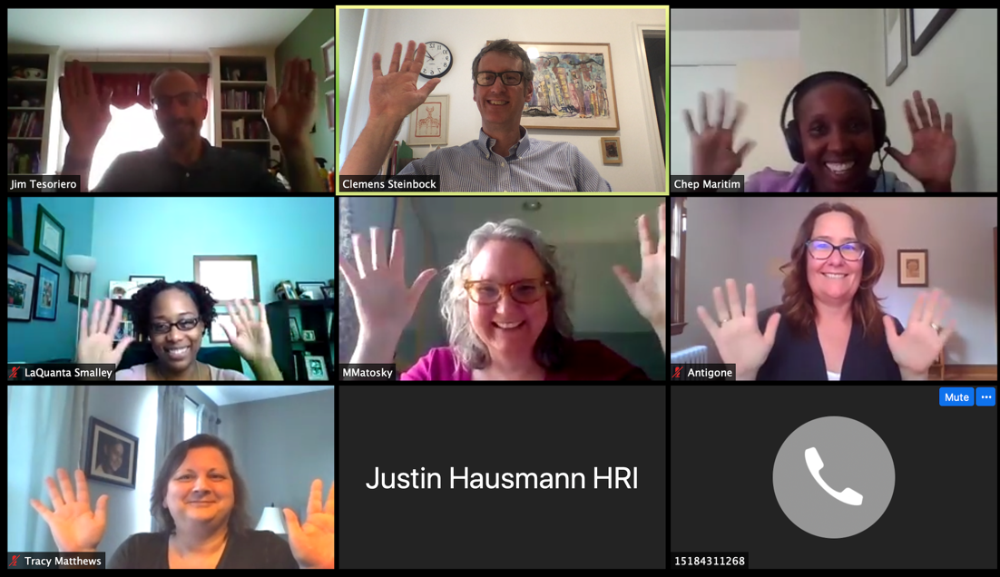 Jim Tesoriero
Clemens Steinbock
Chep Maritim
LaQuanta Smalley
MMatosky
Antigone
Mute
Tracy Matthews
Justin Hausmann HRI
15184311268